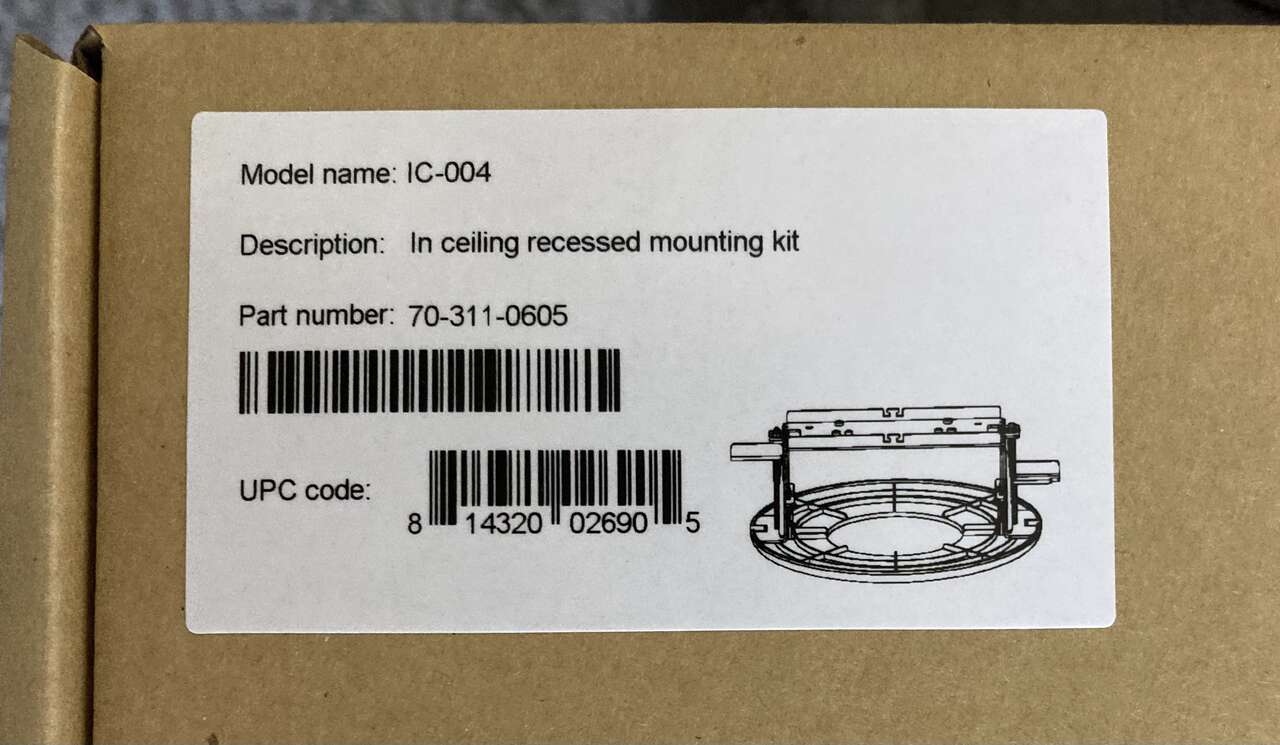 Model name: IC-004
Description: In ceiling recessed mounting kit
Part number: 70-311-0605
UPC code:
8 14320 02690 5